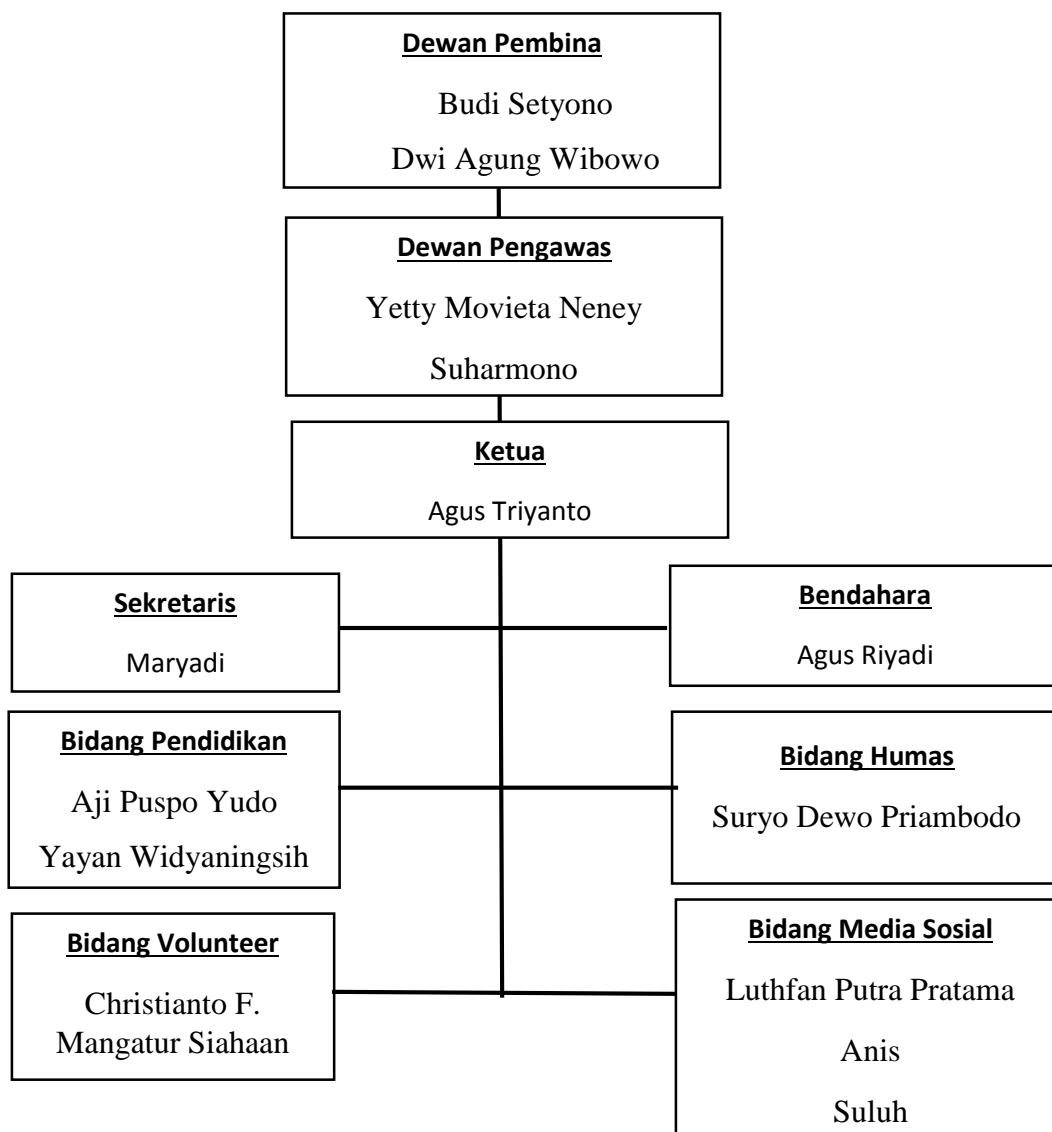 Dewan Pembina
Budi Setyono
Dwi Agung Wibowo
Dewan Pengawas
Yetty Movieta Neney
Suharmono
Ketua
Agus Triyanto
Sekretaris
Maryadi
Bendahara
Agus Riyadi
Bidang Pendidikan
Aji Puspo Yudo
Yayan Widyaningsih
Bidang Humas
Suryo Dewo Priambodo
Bidang Volunteer
Christianto F.
Mangatur Siahaan
Bidang Media Sosial
Luthfan Putra Pratama
Anis
Suluh